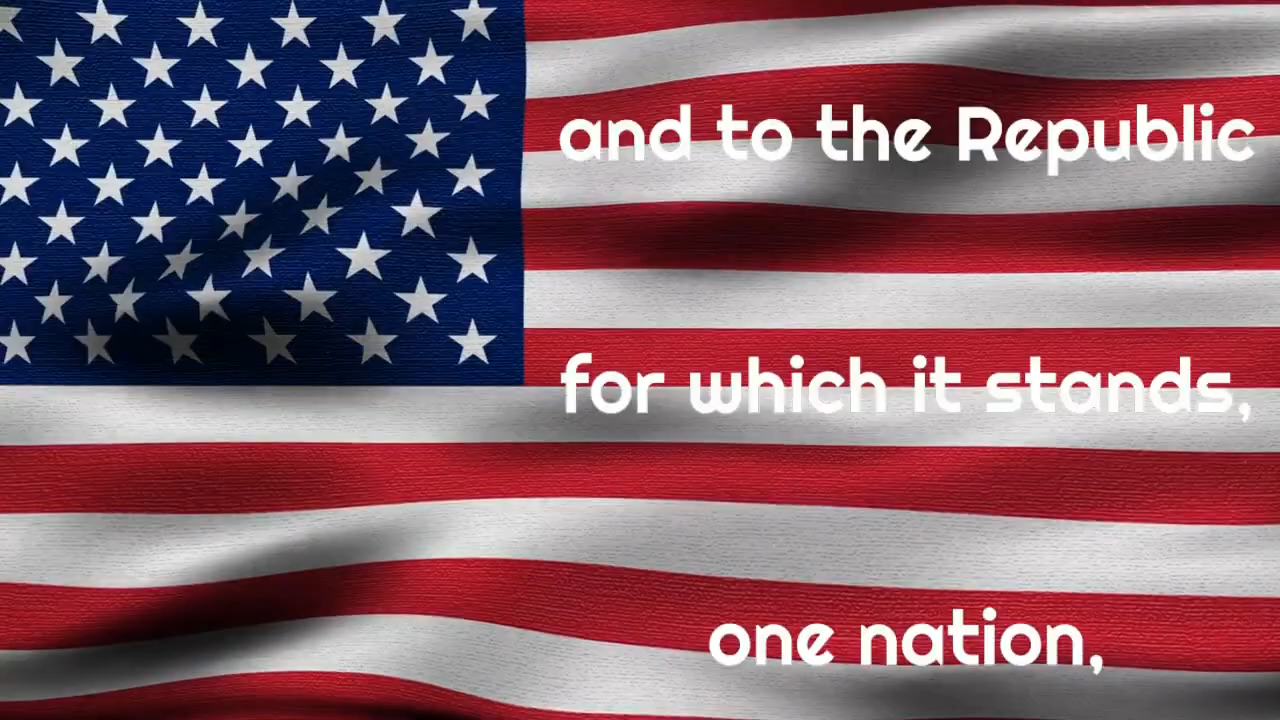 and to the Republic
for which it stands,
one nation,